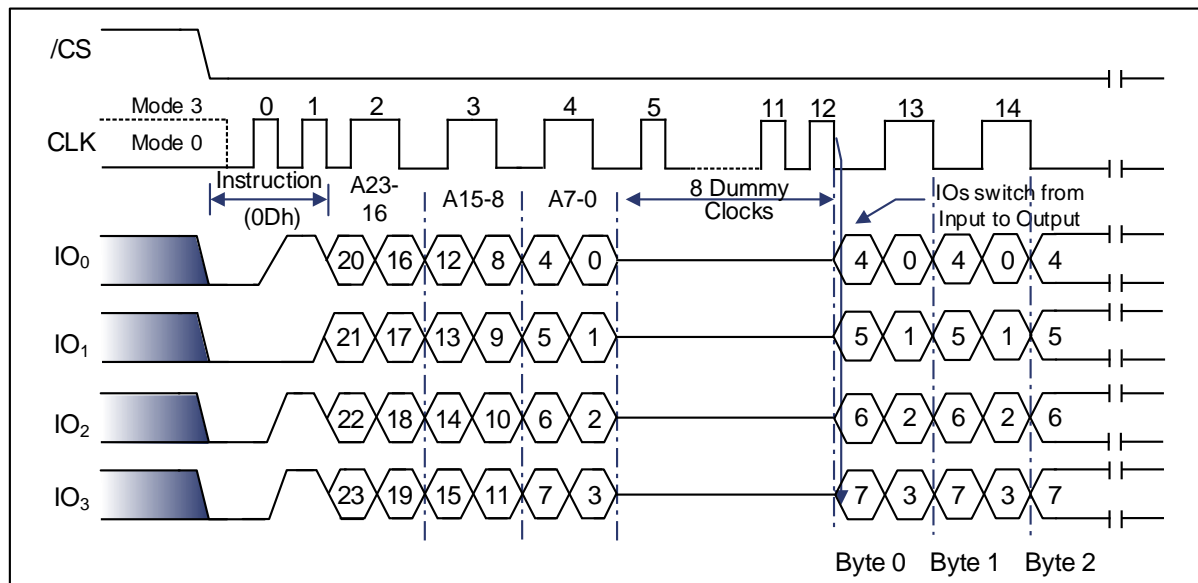 /CS
Mode 3 0 1 2 3 4 5 11 12 13 14
CLK Mode 0
Instruction
(0Dh)
A23-
16
A15-8
A7-0
8 Dummy
Clocks
IOs switch from
Input to Output
IO₀ 20 16 12 8 4 0 4 0 4 0 4
IO₁ 21 17 13 9 5 1 5 1 5 1 5
IO₂ 22 18 14 10 6 2 6 2 6 2 6
IO₃ 23 19 15 11 7 3 7 3 7 3 7
Byte 0 Byte 1 Byte 2